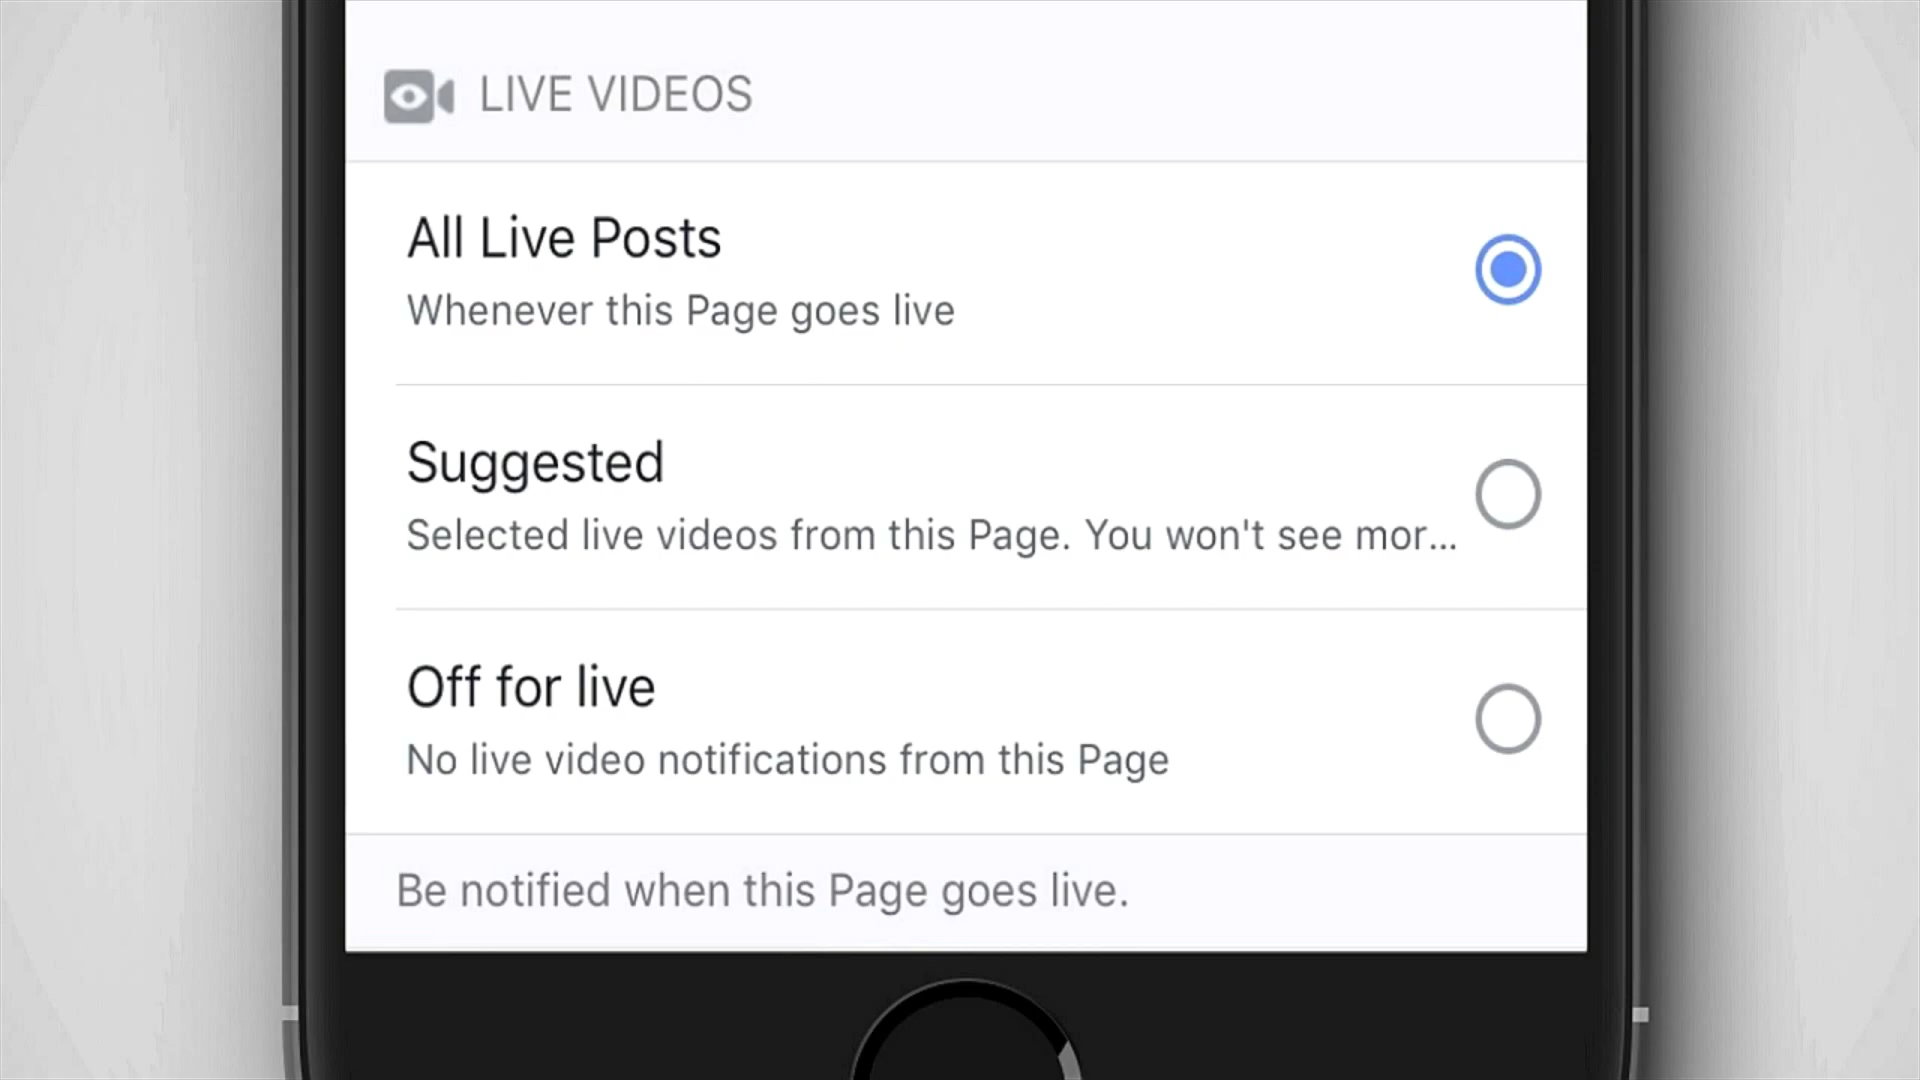 LIVE VIDEOS
All Live Posts
Whenever this Page goes live
Suggested
Selected live videos from this Page. You won't see mor...
Off for live
No live video notifications from this Page
Be notified when this Page goes live.